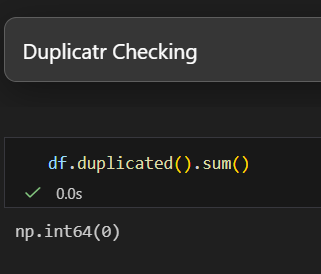 Duplicatr Checking
df.duplicated().sum()
0.0s
np.int64(0)